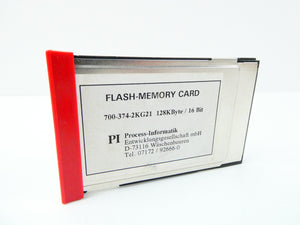 FLASH-MEMORY CARD
700-374-2KG21 128KByte / 16 Bit
PI Process-Informatik
Entwicklungsgesellschaft mbH
D-73116 Wäschenbeuren
Tel. 07172 / 92666-0